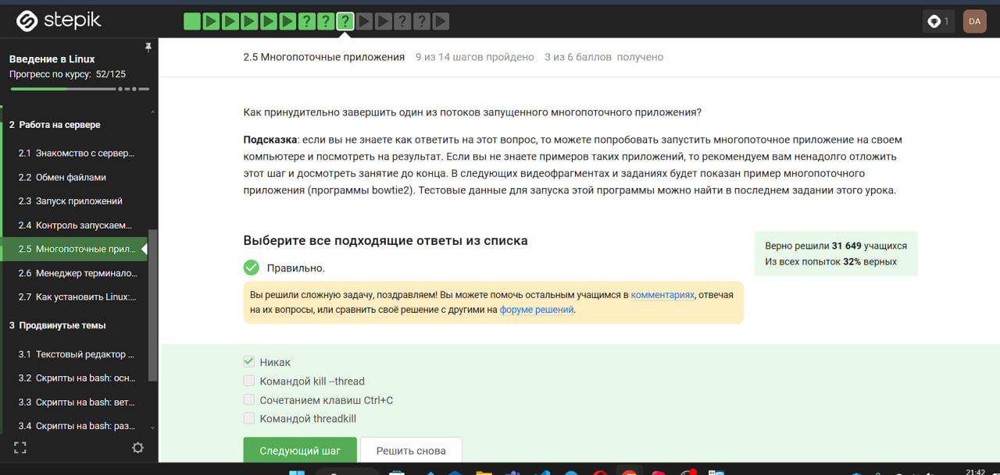 stepik
? ? ? ? ?
1
DA
Введение в Linux
Прогресс по курсу: 52/125
2 Работа на сервере
2.1 Знакомство с сервер...
2.2 Обмен файлами
2.3 Запуск приложений
2.4 Контроль запускаем...
2.5 Многопоточные прил...
2.6 Менеджер терминало...
2.7 Как установить Linux:...
3 Продвинутые темы
3.1 Текстовый редактор ...
3.2 Скрипты на bash: осн...
3.3 Скрипты на bash: вет...
3.4 Скрипты на bash: раз...
2.5 Многопоточные приложения 9 из 14 шагов пройдено 3 из 6 баллов получено
Как принудительно завершить один из потоков запущенного многопоточного приложения?
Подсказка: если вы не знаете как ответить на этот вопрос, то можете попробовать запустить многопоточное приложение на своем
компьютере и посмотреть на результат. Если вы не знаете примеров таких приложений, то рекомендуем вам ненадолго отложить
этот шаг и досмотреть занятие до конца. В следующих видеофрагментах и заданиях будет показан пример многопоточного
приложения (программы bowtie2). Тестовые данные для запуска этой программы можно найти в последнем задании этого урока.
Выберите все подходящие ответы из списка
Правильно.
Вы решили сложную задачу, поздравляем! Вы можете помочь остальным учащимся в комментариях, отвечая
на их вопросы, или сравнить своё решение с другими на форуме решений.
Верно решили 31 649 учащихся
Из всех попыток 32% верных
Никак
Командой kill --thread
Сочетанием клавиш Ctrl+C
Командой threadkill
Следующий шаг
Решить снова
21:42